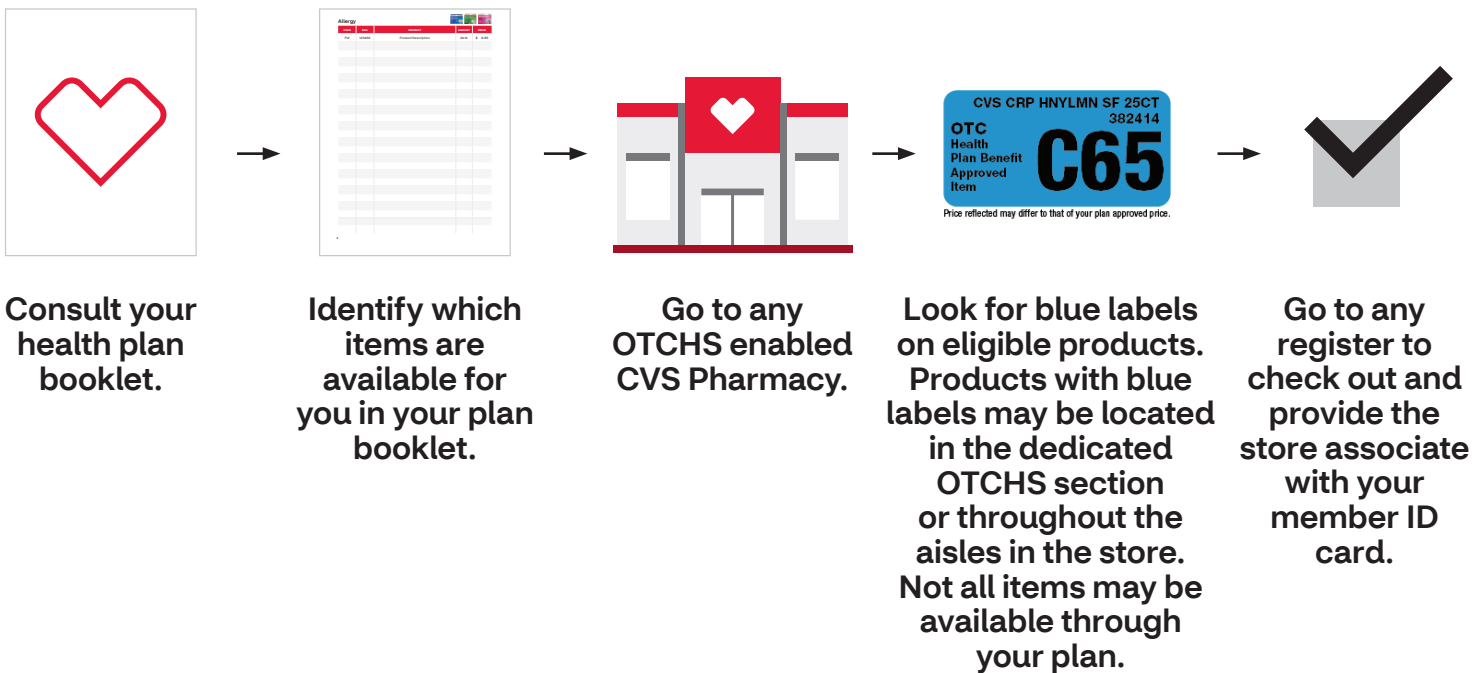 Allergy
Product Description
CVS CRP HNYLMN SF 25CT
382414
OTC
Health
Plan Benefit
Approved
Item
C65
Price reflected may differ to that of your plan approved price.
Consult your
health plan
booklet.
Identify which
items are
available for
you in your plan
booklet.
Go to any
OTCHS enabled
CVS Pharmacy.
Look for blue labels
on eligible products.
Products with blue
labels may be located
in the dedicated
OTCHS section
or throughout the
aisles in the store.
Not all items may be
available through
your plan.
Go to any
register to
check out and
provide the
store associate
with your
member ID
card.